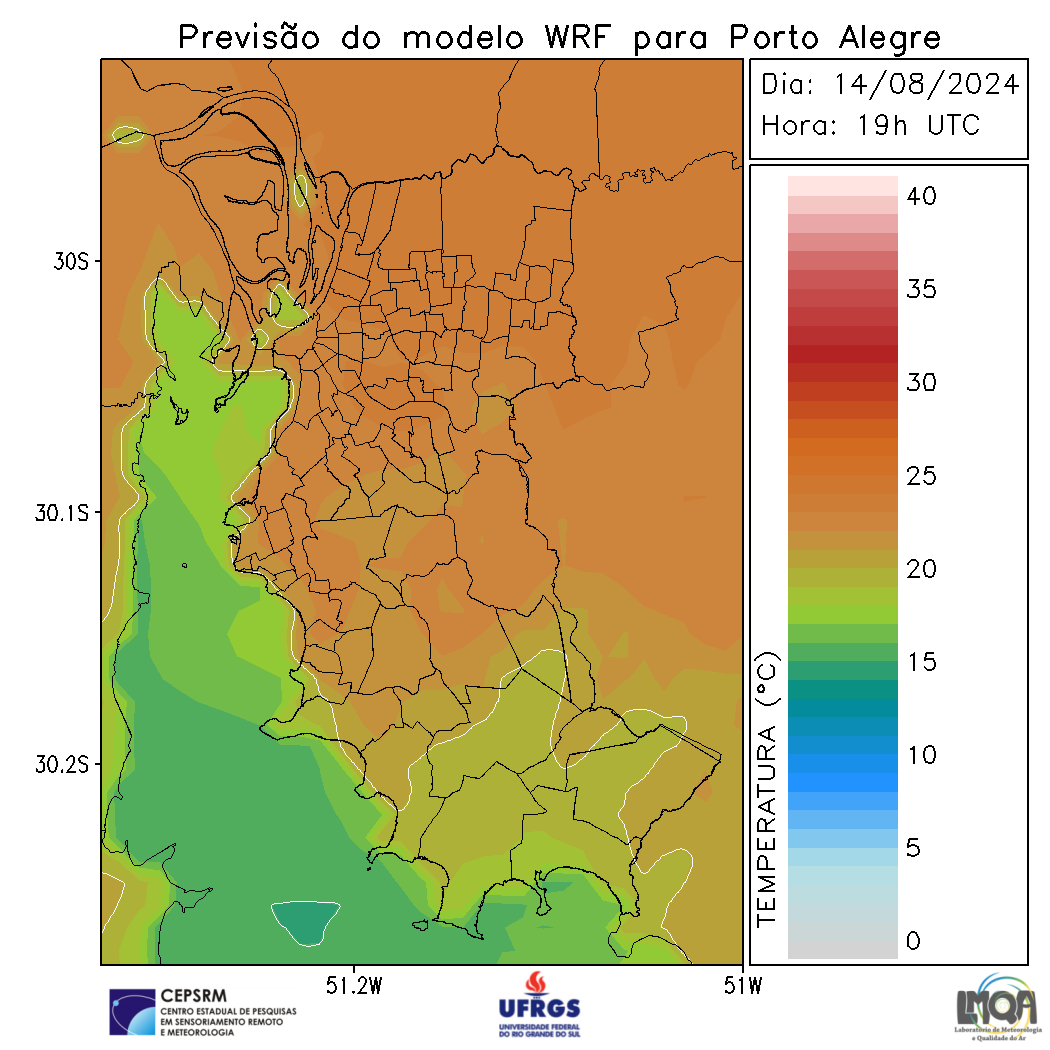 Previsão do modelo WRF para Porto Alegre
Dia: 14/08/2024
Hora: 19h UTC
40
35
30
25
20
15
10
5
0
TEMPERATURA (°C)
30S
30.1S
30.2S
51.2W
51W
CEPSRM
CENTRO ESTADUAL DE PESQUISAS
EM SENSORIAMENTO REMOTO
E METEOROLOGIA
UFRGS
UNIVERSIDADE FEDERAL
DO RIO GRANDE DO SUL
LMQA
Laboratório de Meteorologia
e Qualidade do Ar